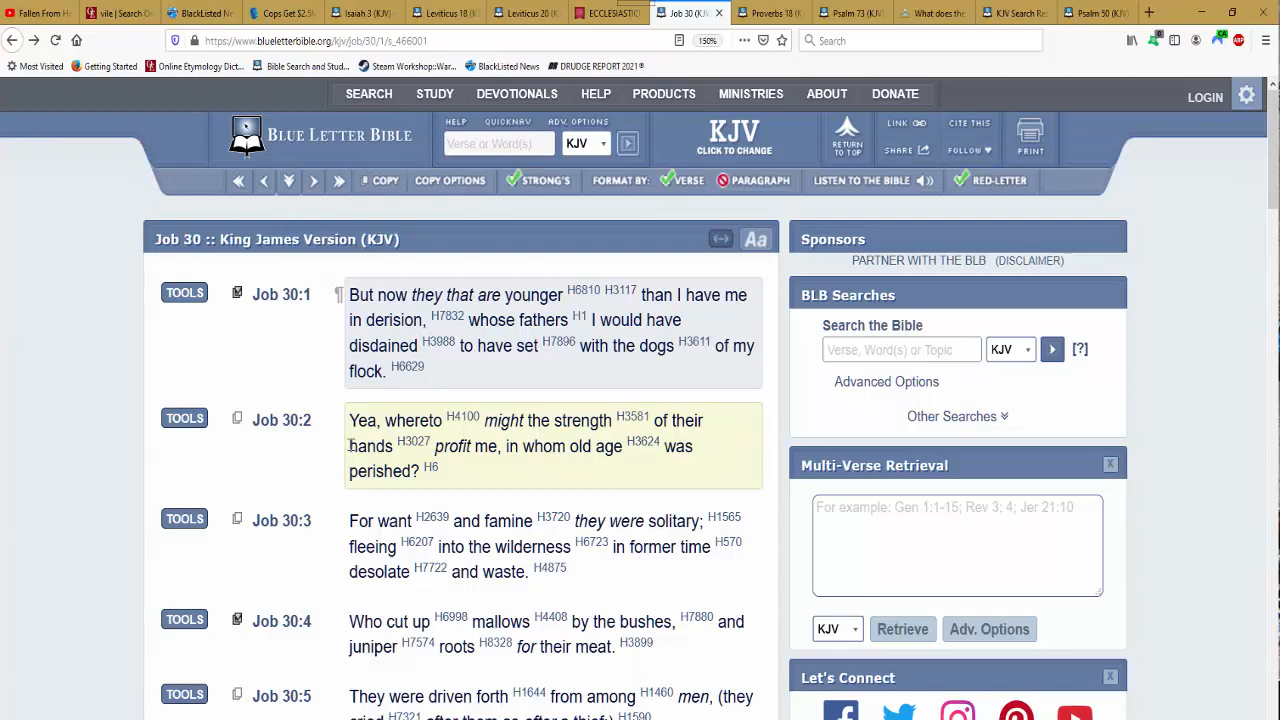 Fallen From H
vile | Search
BlackListed Ne
Cops Get $2.5
Isaiah 3 (KJV) -
Leviticus 18 (
Leviticus 20 (
ECCLESIASTIC
Job 30 (KJV)
Proverbs 18 (
Psalm 73 (KJV
What does the
KJV Search Res
Psalm 50 (KJV
https://www.blueletterbible.org/kjv/job/30/1/s_466001
150%
Search
Most Visited
Getting Started
Online Etymology Dict...
Bible Search and Stud...
Steam Workshop::War...
BlackListed News
DRUDGE REPORT 2021®
SEARCH STUDY DEVOTIONALS HELP PRODUCTS MINISTRIES ABOUT DONATE
LOGIN
BLUE LETTER BIBLE
HELP QUICKNAV ADV. OPTIONS
Verse or Word(s) KJV
KJV
CLICK TO CHANGE
RETURN
TO TOP
LINK CITE THIS
SHARE FOLLOW
PRINT
COPY COPY OPTIONS STRONG'S FORMAT BY: VERSE PARAGRAPH LISTEN TO THE BIBLE RED-LETTER
Job 30 :: King James Version (KJV)
Aa
TOOLS Job 30:1 ¶ But now they that are younger H6810 H3117 than I have me
in derision, H7832 whose fathers H1 I would have
disdained H3988 to have set H7896 with the dogs H3611 of my
flock. H6629
TOOLS Job 30:2 Yea, whereto H4100 might the strength H3581 of their
hands H3027 profit me, in whom old age H3624 was
perished? H6
TOOLS Job 30:3 For want H2639 and famine H3720 they were solitary; H1565
fleeing H6207 into the wilderness H6723 in former time H570
desolate H7722 and waste. H4875
TOOLS Job 30:4 Who cut up H6998 mallows H4408 by the bushes, H7880 and
juniper H7574 roots H8328 for their meat. H3899
TOOLS Job 30:5 They were driven forth H1644 from among H1460 men, (they
cried H7321 after them as after a thief;) H1590
Sponsors
PARTNER WITH THE BLB (DISCLAIMER)
BLB Searches
Search the Bible
Verse, Word(s) or Topic KJV [?]
Advanced Options
Other Searches
Multi-Verse Retrieval X
For example: Gen 1:1-15; Rev 3; 4; Jer 21:10
KJV Retrieve Adv. Options
Let's Connect X